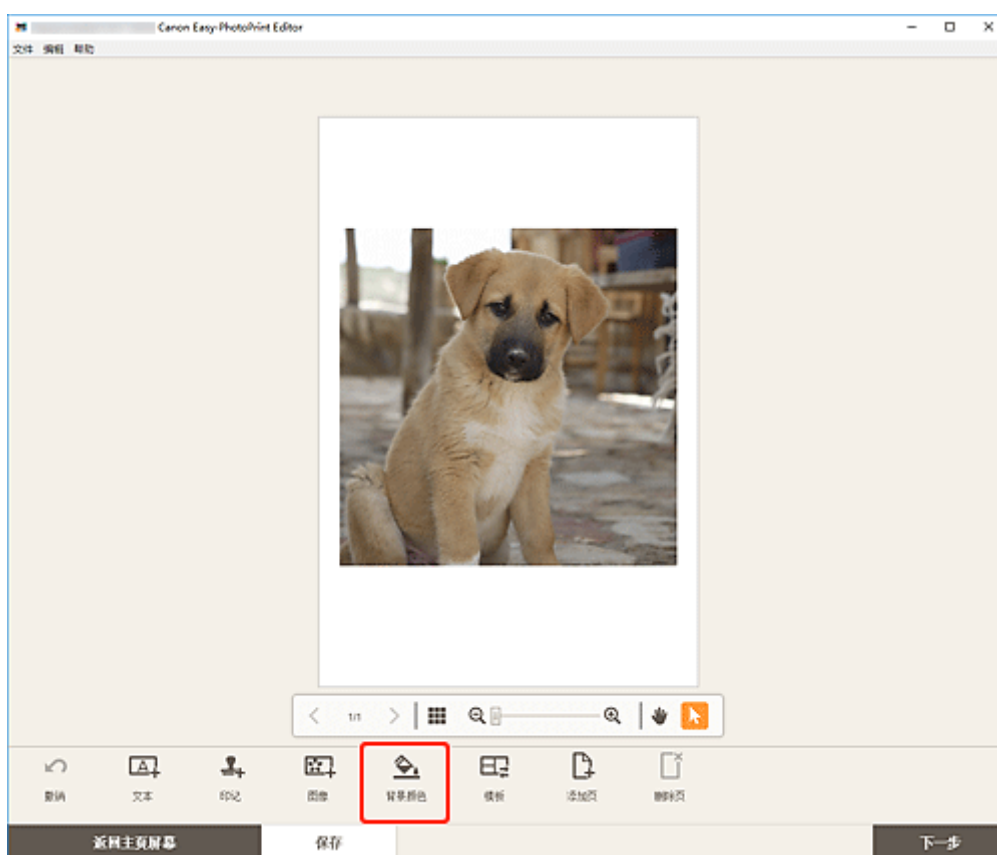 Canon Easy-PhotoPrint Editor
文件 编辑 帮助
1/1
撤销 文本 印记 图像 背景颜色 模板 添加页 删除页
返回主页屏幕 保存 下一步